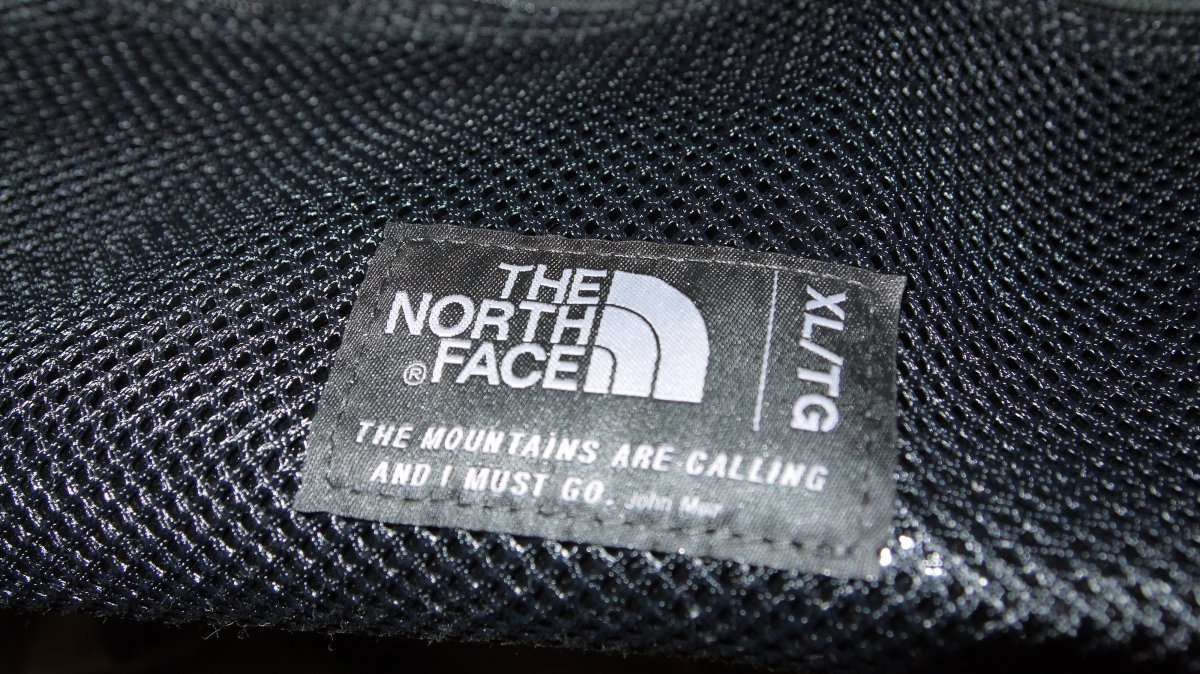 THE
NORTH
FACE
®
XL/TG
THE MOUNTAINS ARE CALLING
AND I MUST GO. John Muir